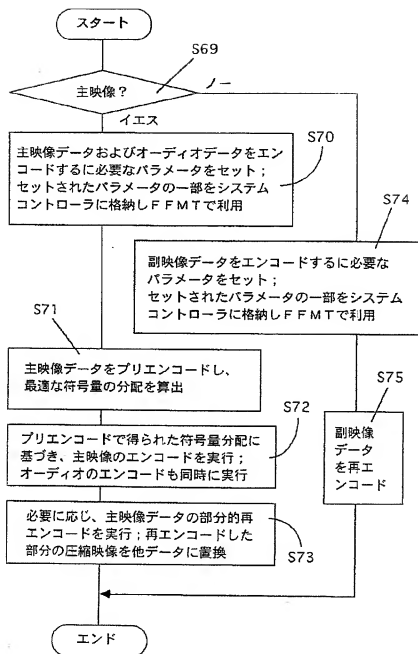 スタート
S69
主映像？
ノー
イエス
S70
主映像データおよびオーディオデータをエン
コードするに必要なパラメータをセット；
セットされたパラメータの一部をシステム
コントローラに格納しＦＦＭＴで利用
S74
副映像データをエンコードするに必要な
パラメータをセット；
セットされたパラメータの一部をシステム
コントローラに格納しＦＦＭＴで利用
S71
主映像データをプリエンコードし、
最適な符号量の分配を算出
S72
プリエンコードで得られた符号量分配に
基づき、主映像のエンコードを実行；
オーディオのエンコードも同時に実行
S75
副映像
データ
を再エ
ンコード
必要に応じ、主映像データの部分的再
エンコードを実行；再エンコードした
部分の圧縮映像を他データに置換
S73
エンド